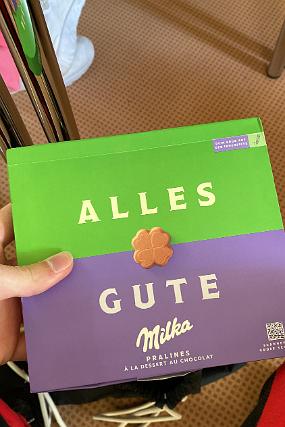 ALLES
GUTE
Milka
PRALINES
À LA DESSERT AU CHOCOLAT